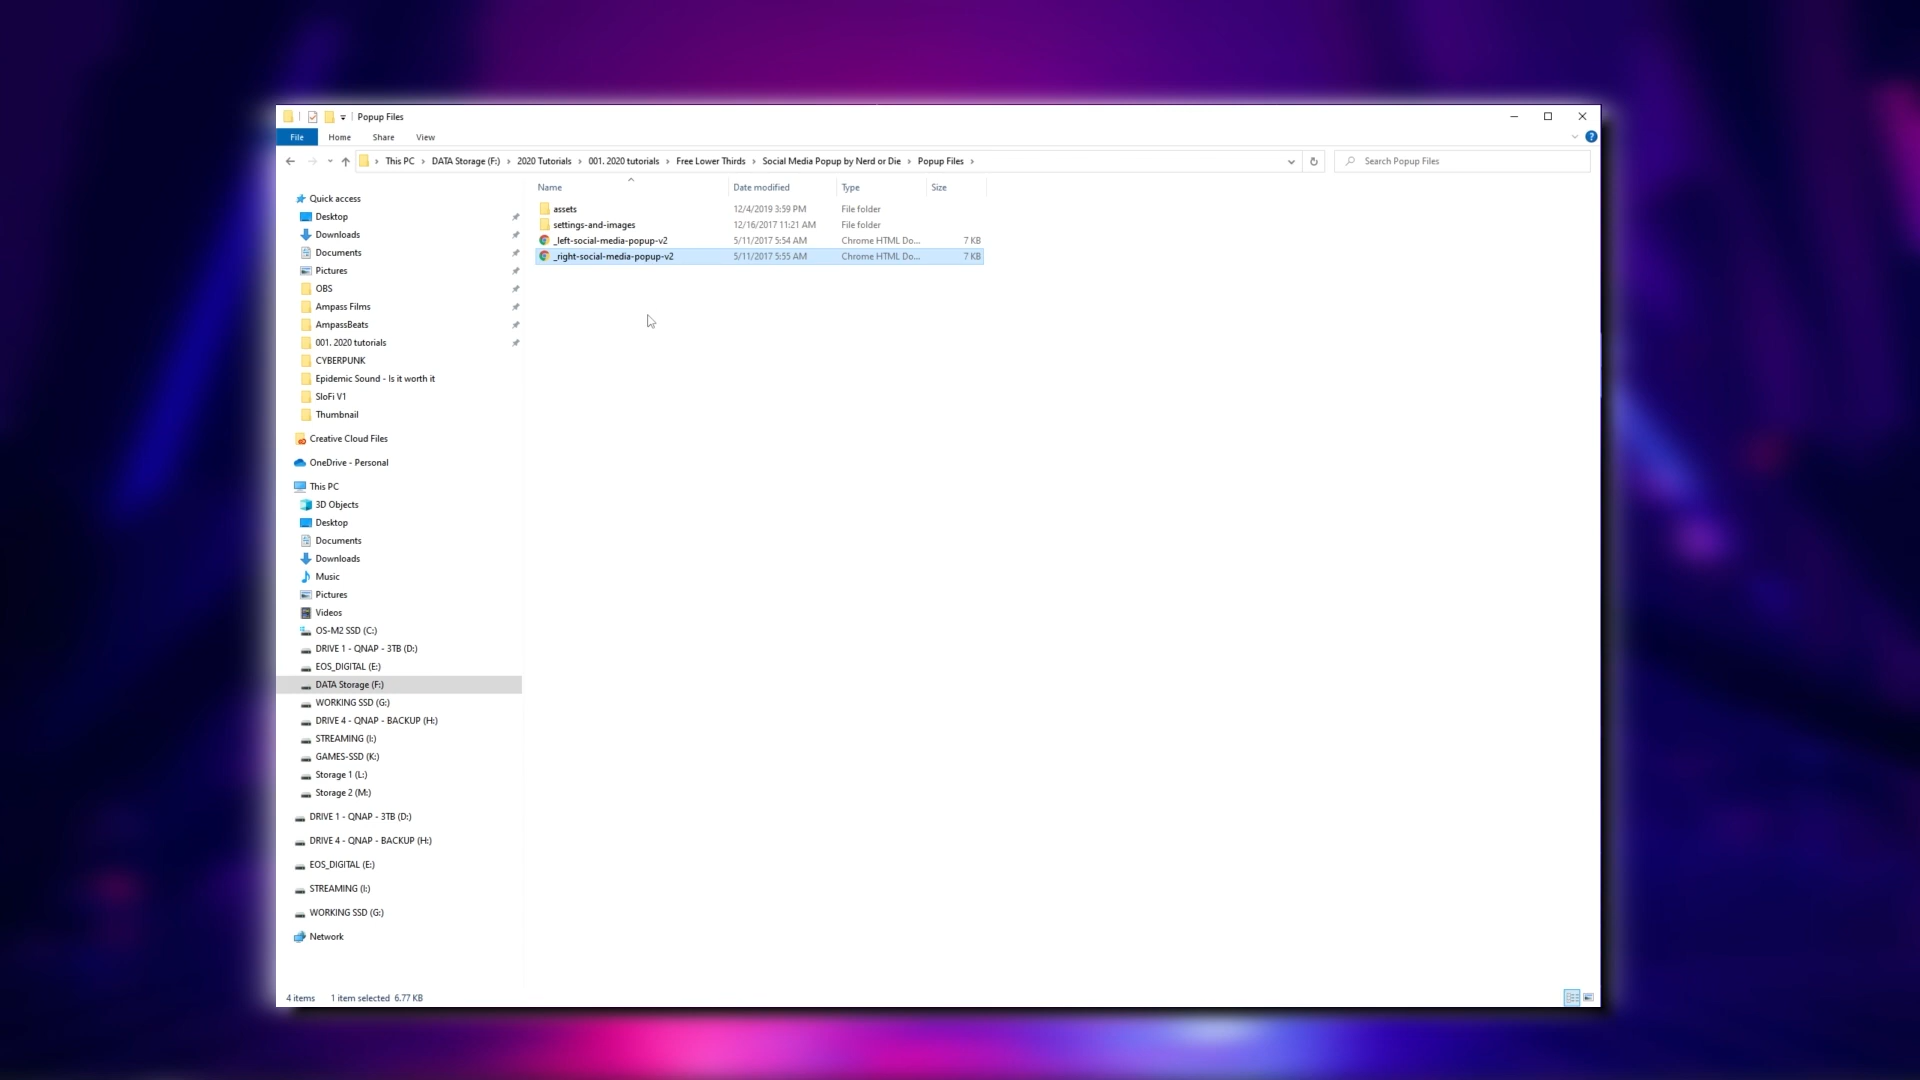 Popup Files
File Home Share View
This PC DATA Storage (F:) 2020 Tutorials 001. 2020 tutorials Free Lower Thirds Social Media Popup by Nerd or Die Popup Files Search Popup Files
Name Date modified Type Size
assets 12/4/2019 3:59 PM File folder
settings-and-images 12/16/2017 11:21 AM File folder
_left-social-media-popup-v2 5/11/2017 5:54 AM Chrome HTML Do... 7 KB
_right-social-media-popup-v2 5/11/2017 5:55 AM Chrome HTML Do... 7 KB
Quick access
Desktop
Downloads
Documents
Pictures
OBS
Ampass Films
AmpassBeats
001. 2020 tutorials
CYBERPUNK
Epidemic Sound - Is it worth it
SloFi V1
Thumbnail
Creative Cloud Files
OneDrive - Personal
This PC
3D Objects
Desktop
Documents
Downloads
Music
Pictures
Videos
OS-M2 SSD (C:)
DRIVE 1 - QNAP - 3TB (D:)
EOS_DIGITAL (E:)
DATA Storage (F:)
WORKING SSD (G:)
DRIVE 4 - QNAP - BACKUP (H:)
STREAMING (I:)
GAMES-SSD (K:)
Storage 1 (L:)
Storage 2 (M:)
DRIVE 1 - QNAP - 3TB (D:)
DRIVE 4 - QNAP - BACKUP (H:)
EOS_DIGITAL (E:)
STREAMING (I:)
WORKING SSD (G:)
Network
4 items 1 item selected 6.77 KB